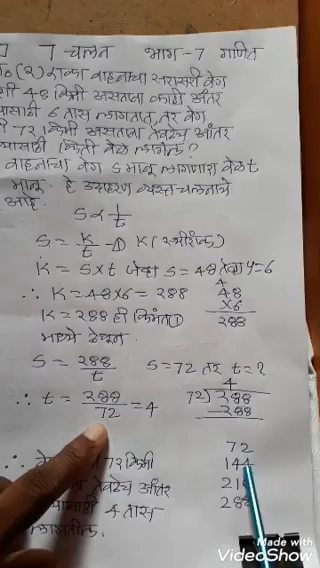 7 चलन भाग-7 गणित
(2) एका वाहनाचा सरासरी वेग
48 किमी असताना काही अंतर
6 तास लागतात, तर वेग
72 किमी असताना तेवढेच अंतर
किती वेळ लागेल?
वाहनाचा वेग S मानू लागणारा वेळ t
मानू. हे उदाहरण व्यस्त चलनाचे
आहे.
S ∝ 1/t
S = K/t -① K (स्थिरांक)
K = S×t जेव्हा S = 48 तेव्हा = 6
∴ K = 48×6 = 288
K = 288 ही किंमत ①
मध्ये ठेवून
4
48
×6
288
S = 288/t S = 72 तर t = ?
∴ t = 288/72 = 4
4
72)288
288
72
144
21
288
∴ 72 किमी
तेवढेच अंतर
4 तास
लागतील.
Made with
VideoShow